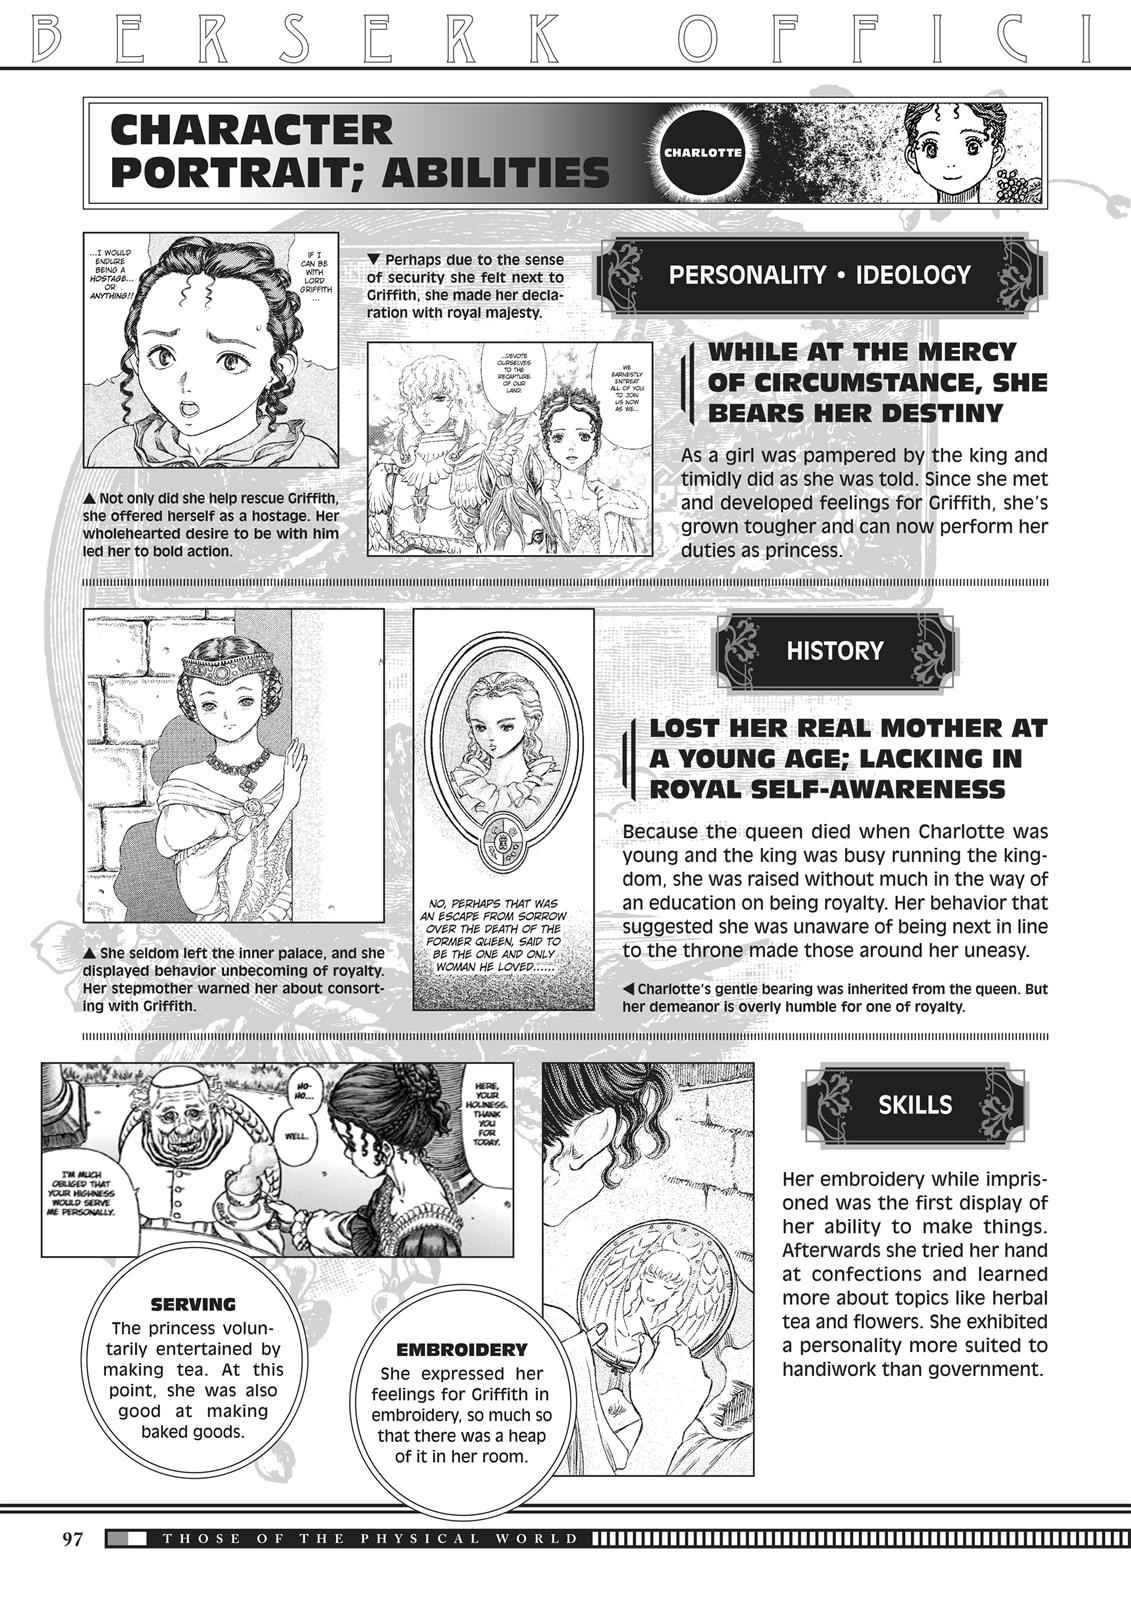 BERSERK OFFICI
CHARACTER
PORTRAIT; ABILITIES
CHARLOTTE
...I WOULD
ENDURE
BEING A
HOSTAGE...
OR
ANYTHING!!
IF I
CAN BE
WITH
LORD
GRIFFITH
...
▲ Not only did she help rescue Griffith,
she offered herself as a hostage. Her
wholehearted desire to be with him
led her to bold action.
▼ Perhaps due to the sense
of security she felt next to
Griffith, she made her decla-
ration with royal majesty.
...DEVOTE
OURSELVES
TO THE
RECAPTURE
OF OUR
LAND.
WE
EARNESTLY
ENTREAT
ALL OF YOU
TO JOIN
US NOW
AS WE...
PERSONALITY • IDEOLOGY
WHILE AT THE MERCY
OF CIRCUMSTANCE, SHE
BEARS HER DESTINY
As a girl was pampered by the king and
timidly did as she was told. Since she met
and developed feelings for Griffith, she's
grown tougher and can now perform her
duties as princess.
▲ She seldom left the inner palace, and she
displayed behavior unbecoming of royalty.
Her stepmother warned her about consort-
ing with Griffith.
NO, PERHAPS THAT WAS
AN ESCAPE FROM SORROW
OVER THE DEATH OF THE
FORMER QUEEN, SAID TO
BE THE ONE AND ONLY
WOMAN HE LOVED......
HISTORY
LOST HER REAL MOTHER AT
A YOUNG AGE; LACKING IN
ROYAL SELF-AWARENESS
Because the queen died when Charlotte was
young and the king was busy running the king-
dom, she was raised without much in the way of
an education on being royalty. Her behavior that
suggested she was unaware of being next in line
to the throne made those around her uneasy.
◀ Charlotte's gentle bearing was inherited from the queen. But
her demeanor is overly humble for one of royalty.
HO-
HO...
WELL.
HERE,
YOUR
HOLINESS.
THANK
YOU
FOR
TODAY.
I'M MUCH
OBLIGED THAT
YOUR HIGHNESS
WOULD SERVE
ME PERSONALLY.
SERVING
The princess volun-
tarily entertained by
making tea. At this
point, she was also
good at making
baked goods.
EMBROIDERY
She expressed her
feelings for Griffith in
embroidery, so much so
that there was a heap
of it in her room.
SKILLS
Her embroidery while impris-
oned was the first display of
her ability to make things.
Afterwards she tried her hand
at confections and learned
more about topics like herbal
tea and flowers. She exhibited
a personality more suited to
handiwork than government.
97
THOSE OF THE PHYSICAL WORLD